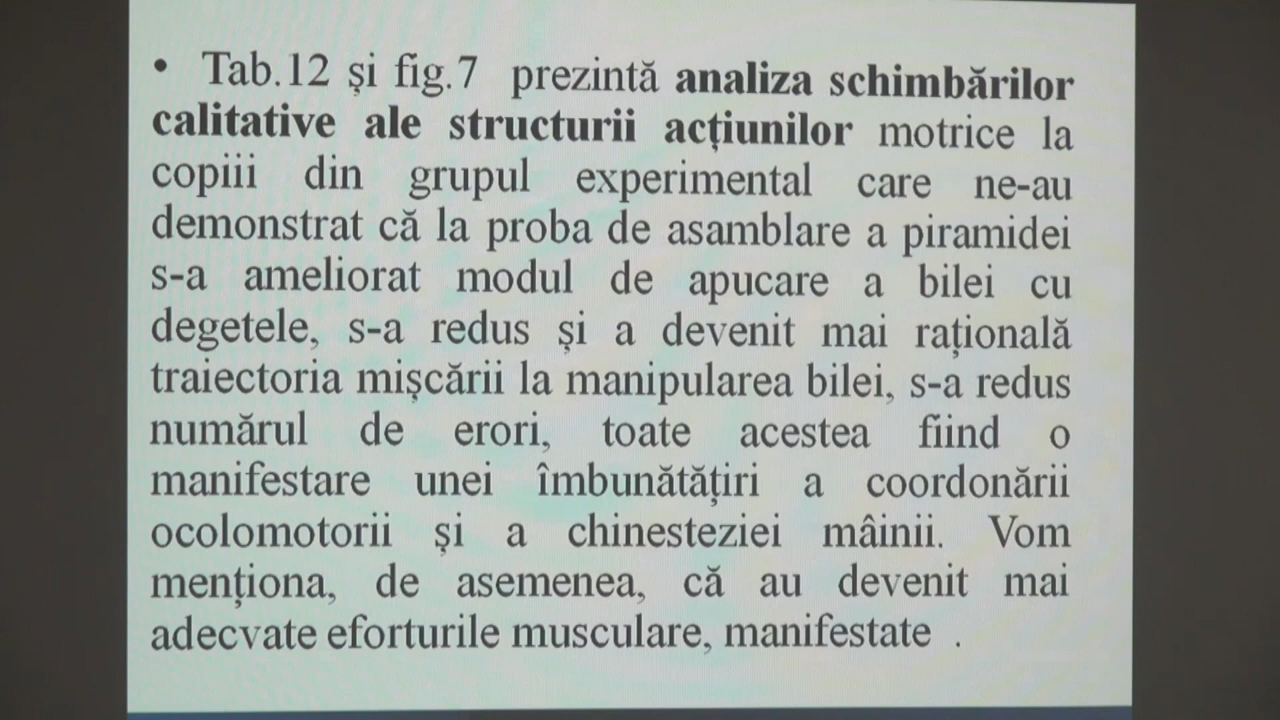 • Tab.12 și fig.7 prezintă analiza schimbărilor
calitative ale structurii acțiunilor motrice la
copiii din grupul experimental care ne-au
demonstrat că la proba de asamblare a piramidei
s-a ameliorat modul de apucare a bilei cu
degetele, s-a redus și a devenit mai rațională
traiectoria mișcării la manipularea bilei, s-a redus
numărul de erori, toate acestea fiind o
manifestare unei îmbunătățiri a coordonării
ocolomotorii și a chinesteziei mâinii. Vom
menționa, de asemenea, că au devenit mai
adecvate eforturile musculare, manifestate .